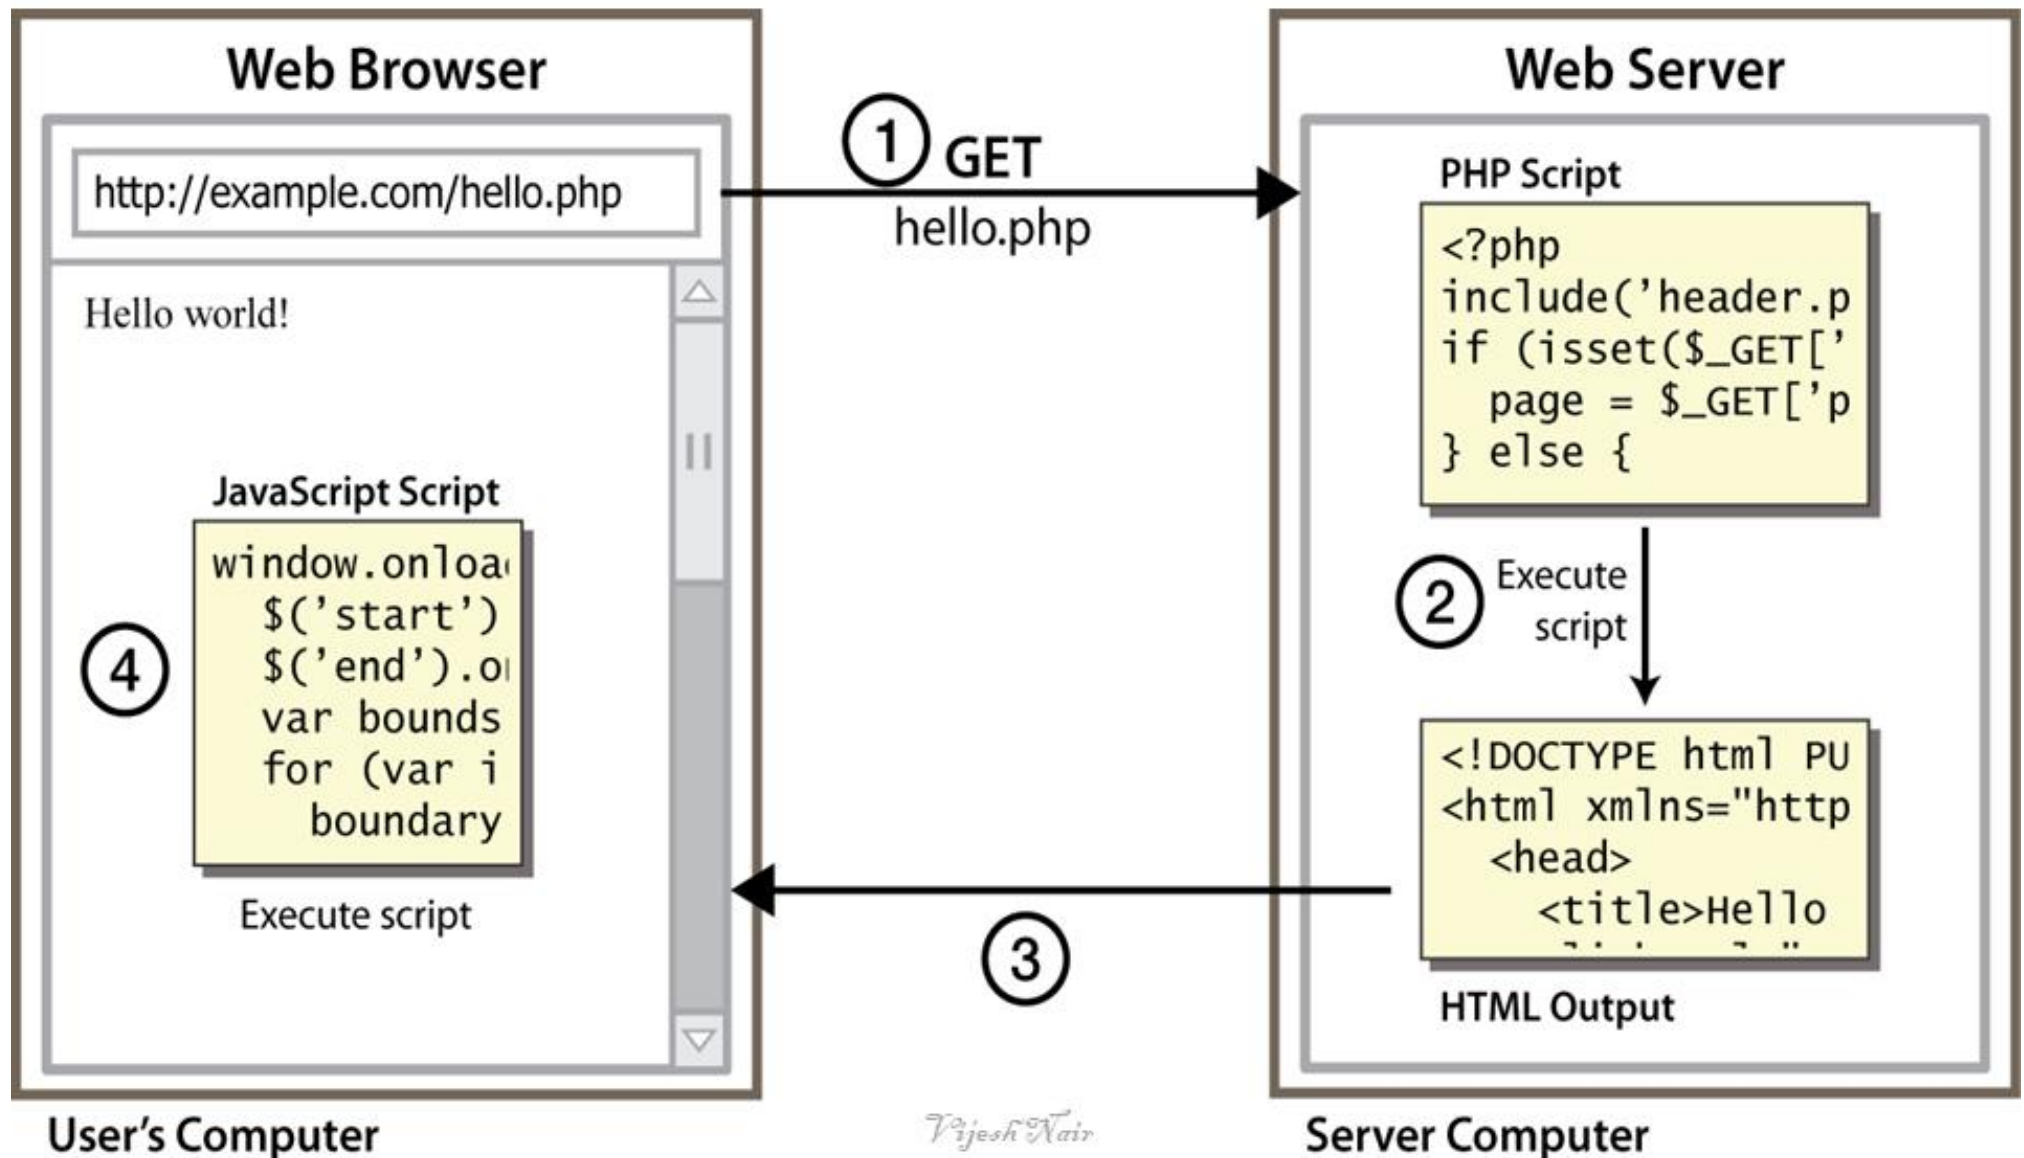 Web Browser
http://example.com/hello.php
Hello world!
JavaScript Script
window.onloa
$('start')
$('end').o
var bounds
for (var i
boundary
4
Execute script
User's Computer
1 GET
hello.php
3
Vijesh Nair
Web Server
PHP Script
<?php
include('header.p
if (isset($_GET['
page = $_GET['p
} else {
2 Execute
script
<!DOCTYPE html PU
<html xmlns="http
<head>
<title>Hello
HTML Output
Server Computer